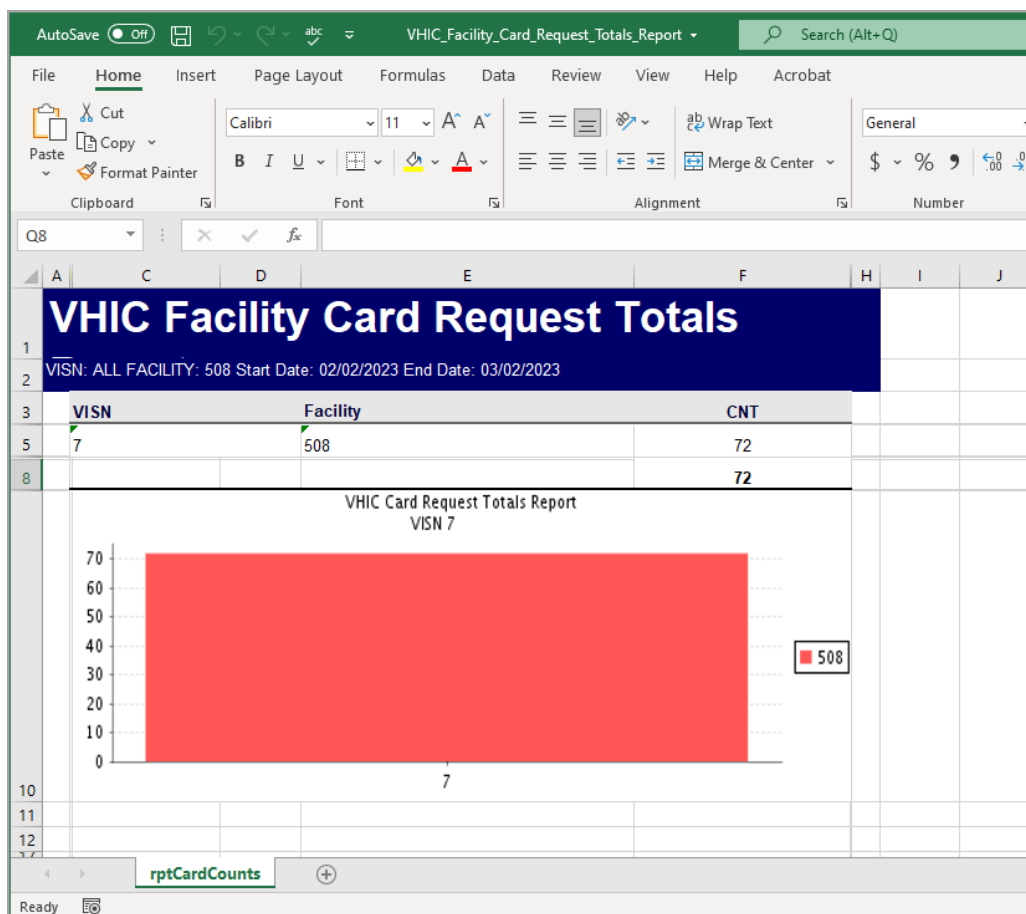 AutoSave Off abc VHIC_Facility_Card_Request_Totals_Report Search (Alt+Q)
File Home Insert Page Layout Formulas Data Review View Help Acrobat
Paste
Cut
Copy
Format Painter
Clipboard
Calibri 11 A A
B I U A
Font
ab Wrap Text
Merge & Center
Alignment
General
$ % 9 .00
Number
Q8 fx
A C D E F H I J
1 VHIC Facility Card Request Totals
2 VISN: ALL FACILITY: 508 Start Date: 02/02/2023 End Date: 03/02/2023
3 VISN Facility CNT
5 7 508 72
8 72
VHIC Card Request Totals Report
VISN 7
70
60
50
40
30
20
10
0
7
508
10
11
12
rptCardCounts
Ready